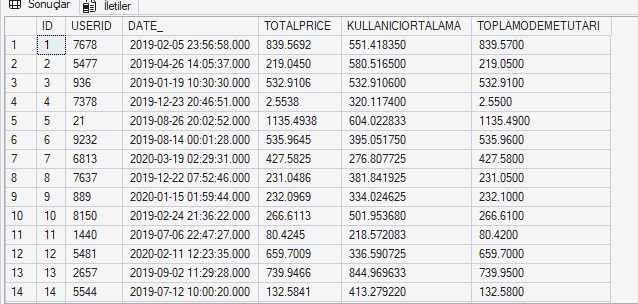 Sonuçlar İletiler
ID USERID DATE_ TOTALPRICE KULLANICIORTALAMA TOPLAMODEMETUTARI
1 1 7678 2019-02-05 23:56:58.000 839.5692 551.418350 839.5700
2 2 5477 2019-04-26 14:05:37.000 219.0450 580.516500 219.0500
3 3 936 2019-01-19 10:30:30.000 532.9106 532.910600 532.9100
4 4 7378 2019-12-23 20:46:51.000 2.5538 320.117400 2.5500
5 5 21 2019-08-26 20:02:52.000 1135.4938 604.022833 1135.4900
6 6 9232 2019-08-14 00:01:28.000 535.9645 395.051750 535.9600
7 7 6813 2020-03-19 02:29:31.000 427.5825 276.807725 427.5800
8 8 7637 2019-12-22 07:52:46.000 231.0486 381.841925 231.0500
9 9 889 2020-01-15 01:59:44.000 232.0969 334.024625 232.1000
10 10 8150 2019-02-24 21:36:22.000 266.6113 501.953680 266.6100
11 11 1440 2019-07-06 22:47:27.000 80.4245 218.572083 80.4200
12 12 5481 2020-02-11 12:23:35.000 659.7009 336.590725 659.7000
13 13 2657 2019-09-02 11:29:28.000 739.9466 844.969633 739.9500
14 14 5544 2019-07-12 10:00:20.000 132.5841 413.279220 132.5800